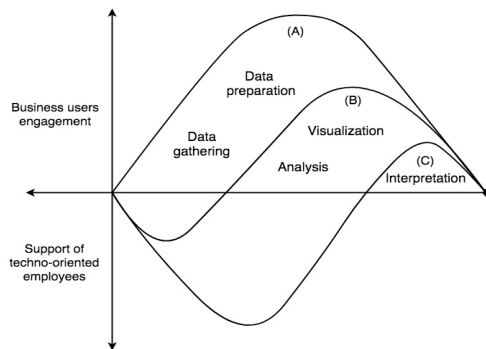 (A)
Data
preparation
Business users
engagement
(B)
Visualization
Data
gathering
Analysis
(C)
Interpretation
Support of
techno-oriented
employees